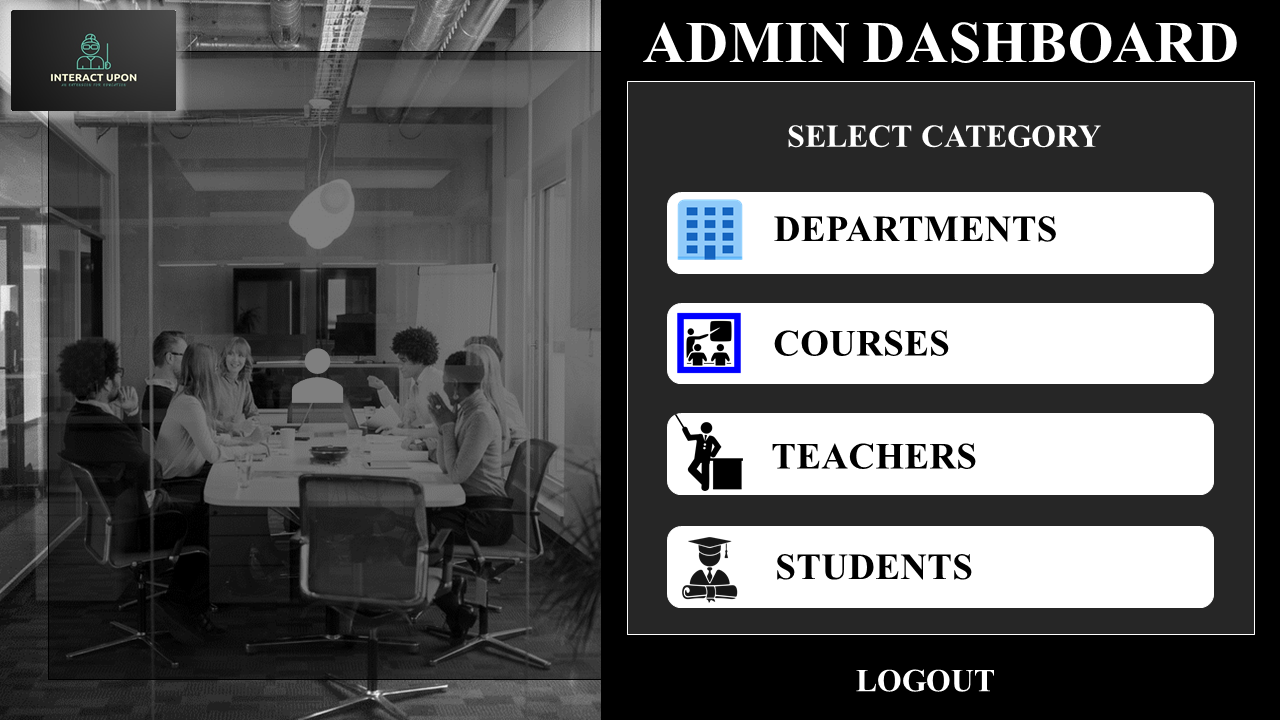 INTERACT UPON
ADMIN DASHBOARD
SELECT CATEGORY
DEPARTMENTS
COURSES
TEACHERS
STUDENTS
LOGOUT